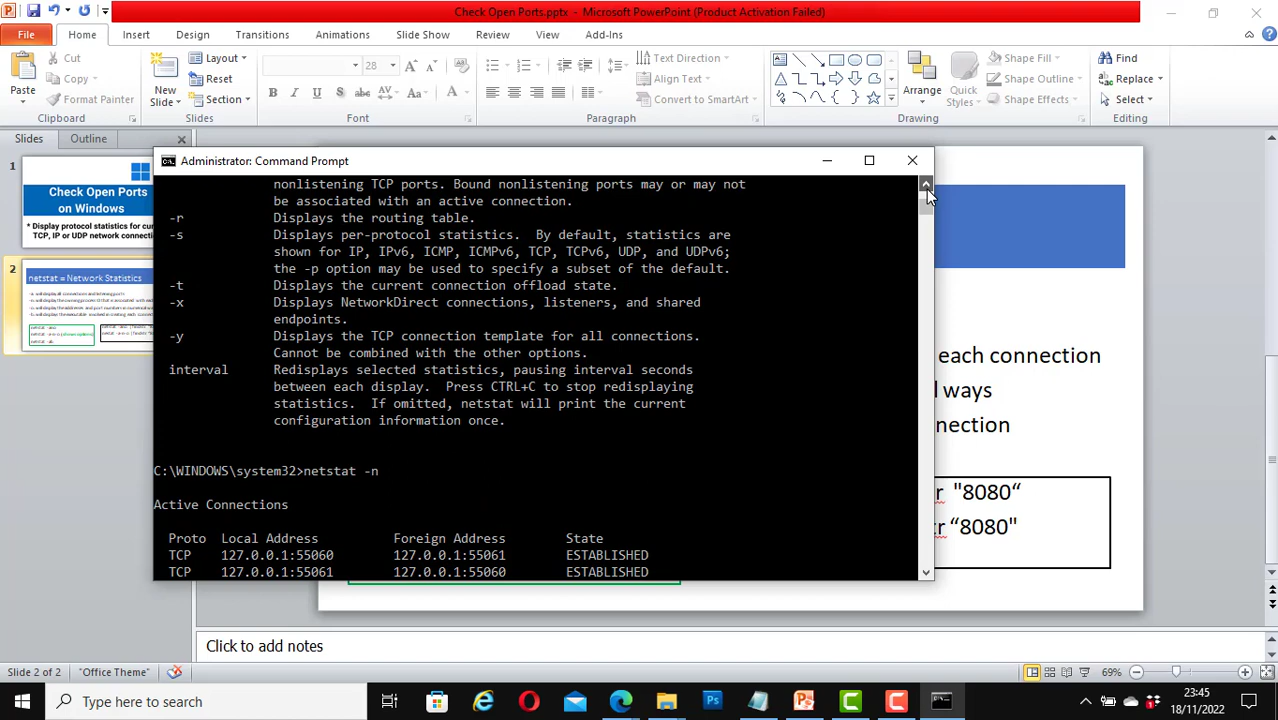 Check Open Ports.pptx - Microsoft PowerPoint (Product Activation Failed)
File Home Insert Design Transitions Animations Slide Show Review View Add-Ins
Paste
Cut
Copy
Format Painter
Clipboard
New
Slide
Layout
Reset
Section
Slides
28
B I U S abc AV Aa A
Font
Text Direction
Align Text
Convert to SmartArt
Paragraph
Arrange
Quick
Styles
Shape Fill
Shape Outline
Shape Effects
Drawing
Find
Replace
Select
Editing
Slides Outline
1
Check Open Ports
on Windows
* Display protocol statistics for cur
TCP, IP or UDP network connecti
2
netstat = Network Statistics
Administrator: Command Prompt
nonlistening TCP ports. Bound nonlistening ports may or may not
be associated with an active connection.
-r Displays the routing table.
-s Displays per-protocol statistics. By default, statistics are
shown for IP, IPv6, ICMP, ICMPv6, TCP, TCPv6, UDP, and UDPv6;
the -p option may be used to specify a subset of the default.
-t Displays the current connection offload state.
-x Displays NetworkDirect connections, listeners, and shared
endpoints.
-y Displays the TCP connection template for all connections.
Cannot be combined with the other options.
interval Redisplays selected statistics, pausing interval seconds
between each display. Press CTRL+C to stop redisplaying
statistics. If omitted, netstat will print the current
configuration information once.
C:\WINDOWS\system32>netstat -n
Active Connections
Proto Local Address Foreign Address State
TCP 127.0.0.1:55060 127.0.0.1:55061 ESTABLISHED
TCP 127.0.0.1:55061 127.0.0.1:55060 ESTABLISHED
each connection
l ways
nection
r "8080“
tr “8080"
Click to add notes
Slide 2 of 2 "Office Theme" 69%
Type here to search
23:45
18/11/2022